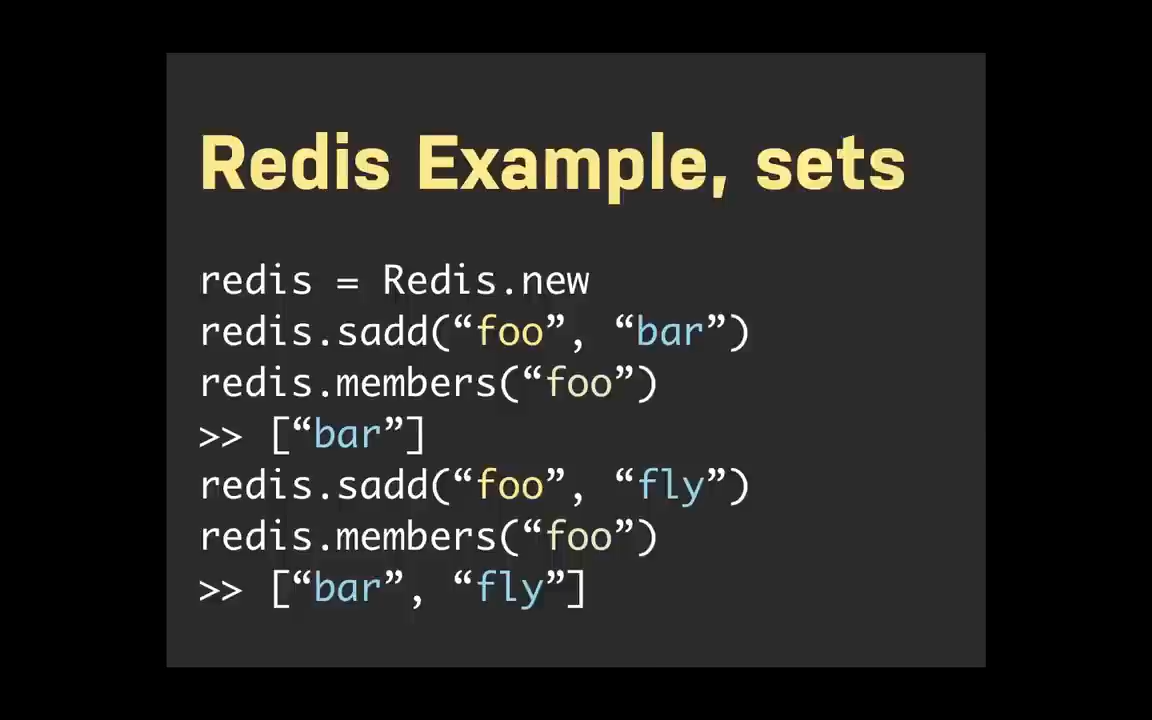 Redis Example, sets
redis = Redis.new
redis.sadd(“foo”, “bar”)
redis.members(“foo”)
>> [“bar”]
redis.sadd(“foo”, “fly”)
redis.members(“foo”)
>> [“bar”, “fly”]